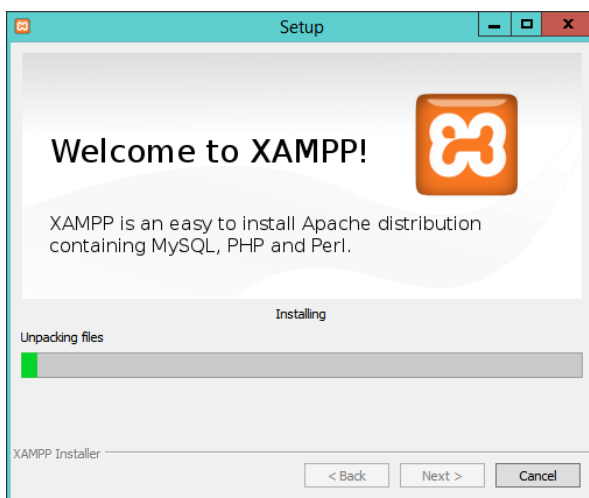 Setup
Welcome to XAMPP!
XAMPP is an easy to install Apache distribution
containing MySQL, PHP and Perl.
Installing
Unpacking files
XAMPP Installer
< Back
Next >
Cancel